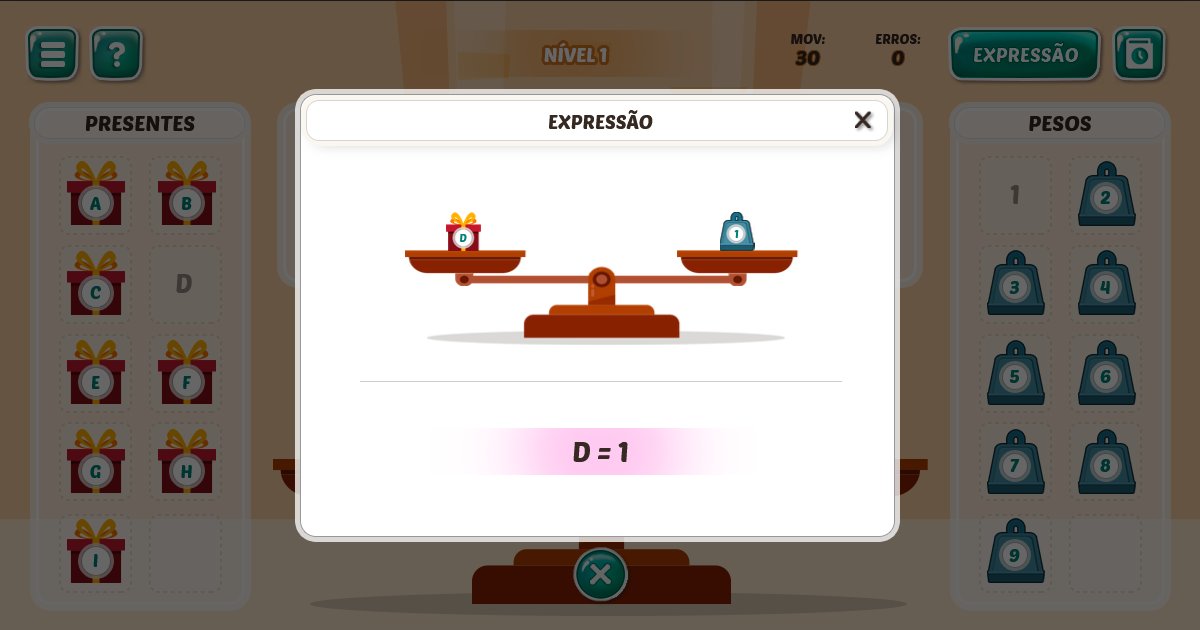 ?
NÍVEL 1
MOV:
30
ERROS:
0
EXPRESSÃO
PRESENTES
A B
C D
E F
G H
I
EXPRESSÃO
D 1
D = 1
PESOS
1 2
3 4
5 6
7 8
9